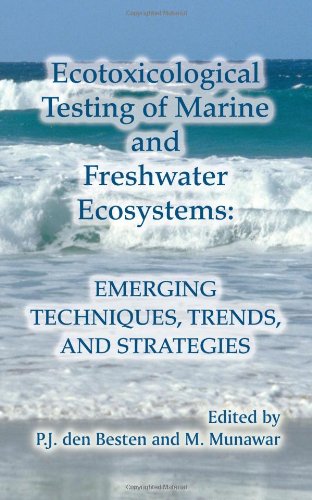 Ecotoxicological
Testing of Marine
and
Freshwater
Ecosystems:
EMERGING
TECHNIQUES, TRENDS,
AND STRATEGIES
Edited by
P.J. den Besten and M. Munawar